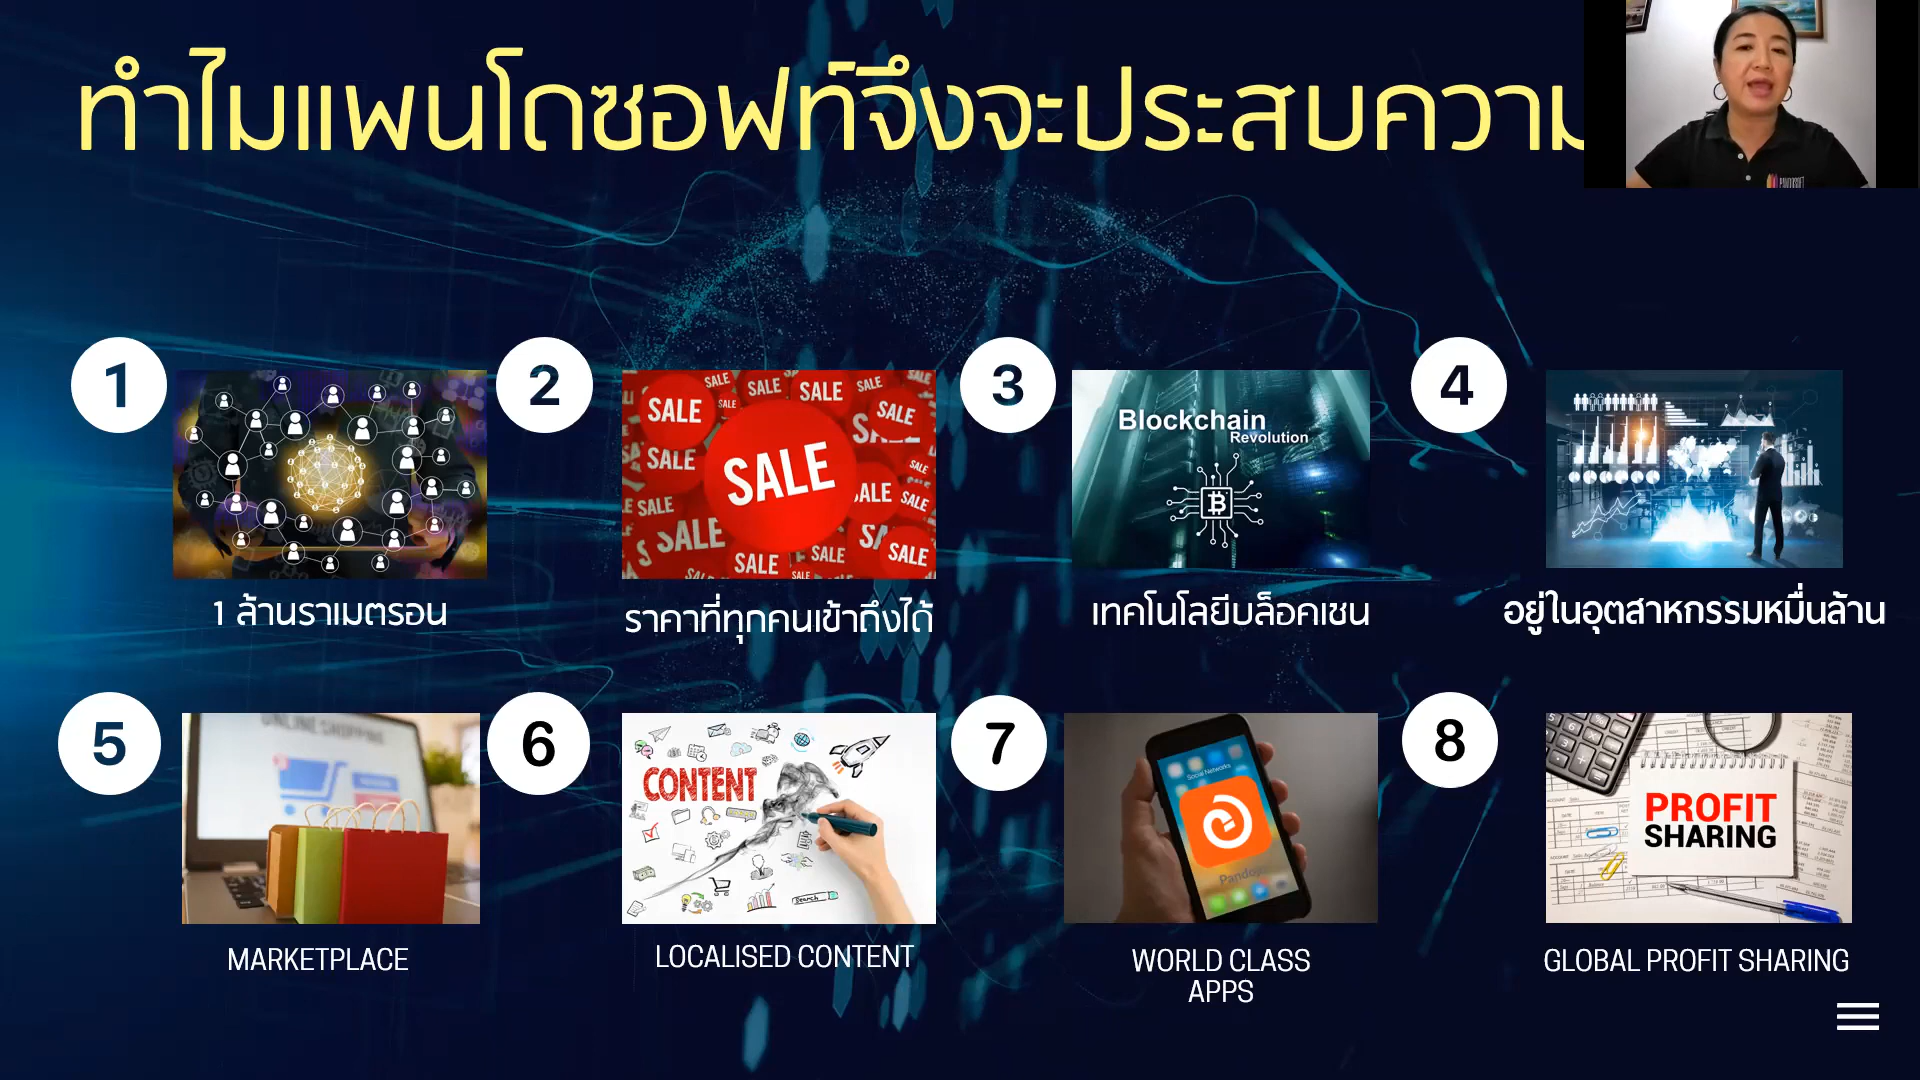 ทำไมแพนโดซอฟท์จึงจะประสบความ
1
2
3
4
SALE
Blockchain
Revolution
1 ล้านราเมตรอน
ราคาที่ทุกคนเข้าถึงได้
เทคโนโลยีบล็อคเชน
อยู่ในอุตสาหกรรมหมื่นล้าน
5
6
7
8
ONLINE SHOPPING
CONTENT
Search
Social Networks
PROFIT
SHARING
MARKETPLACE
LOCALISED CONTENT
WORLD CLASS
APPS
GLOBAL PROFIT SHARING